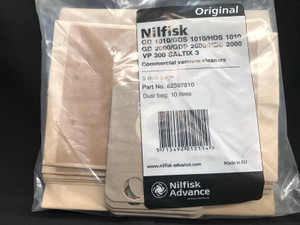 Original
Nilfisk
GD 1010/GDS 1010/HDS 1010
GD 2000/GDP 2000/HDS 2000
VP 300 SALTIX 3
Commercial vacuum cleaners
5 dust bags
Part No. 82367810
Dust bag: 10 litres
www.nilfisk-advance.com
Made in EU
Nilfisk
Advance